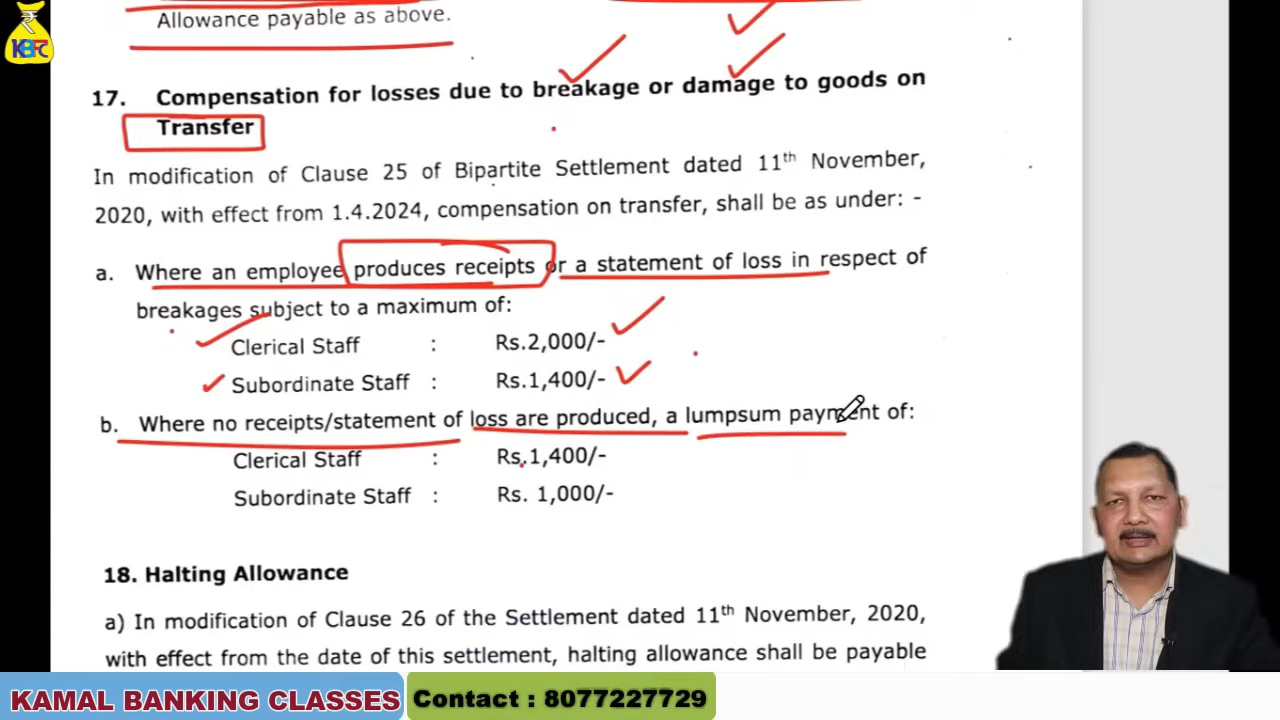 ₹
KBFC
Allowance payable as above.
17. Compensation for losses due to breakage or damage to goods on
Transfer
In modification of Clause 25 of Bipartite Settlement dated 11th November,
2020, with effect from 1.4.2024, compensation on transfer, shall be as under: -
a. Where an employee produces receipts or a statement of loss in respect of
breakages subject to a maximum of:
Clerical Staff : Rs.2,000/-
Subordinate Staff : Rs.1,400/-
b. Where no receipts/statement of loss are produced, a lumpsum payment of:
Clerical Staff : Rs.1,400/-
Subordinate Staff : Rs. 1,000/-
18. Halting Allowance
a) In modification of Clause 26 of the Settlement dated 11th November, 2020,
with effect from the date of this settlement, halting allowance shall be payable
KAMAL BANKING CLASSES Contact : 8077227729